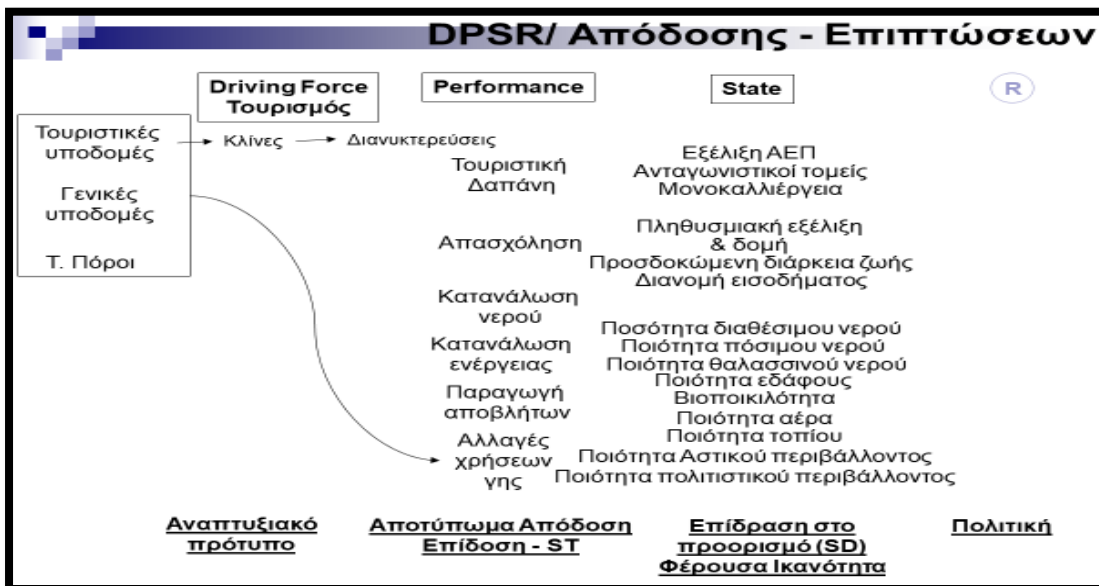 DPSR/ Απόδοσης - Επιπτώσεων
Driving Force
Τουρισμός
Performance
State
R
Τουριστικές
υποδομές
Γενικές
υποδομές
Τ. Πόροι
Κλίνες
Διανυκτερεύσεις
Τουριστική
Δαπάνη
Απασχόληση
Κατανάλωση
νερού
Κατανάλωση
ενέργειας
Παραγωγή
αποβλήτων
Αλλαγές
χρήσεων
γης
Εξέλιξη ΑΕΠ
Ανταγωνιστικοί τομείς
Μονοκαλλιέργεια
Πληθυσμιακή εξέλιξη
& δομή
Προσδοκώμενη διάρκεια ζωής
Διανομή εισοδήματος
Ποσότητα διαθέσιμου νερού
Ποιότητα πόσιμου νερού
Ποιότητα θαλασσινού νερού
Ποιότητα εδάφους
Βιοποικιλότητα
Ποιότητα αέρα
Ποιότητα τοπίου
Ποιότητα Αστικού περιβάλλοντος
Ποιότητα πολιτιστικού περιβάλλοντος
Αναπτυξιακό
πρότυπο
Αποτύπωμα Απόδοση
Επίδοση - ST
Επίδραση στο
προορισμό (SD)
Φέρουσα Ικανότητα
Πολιτική